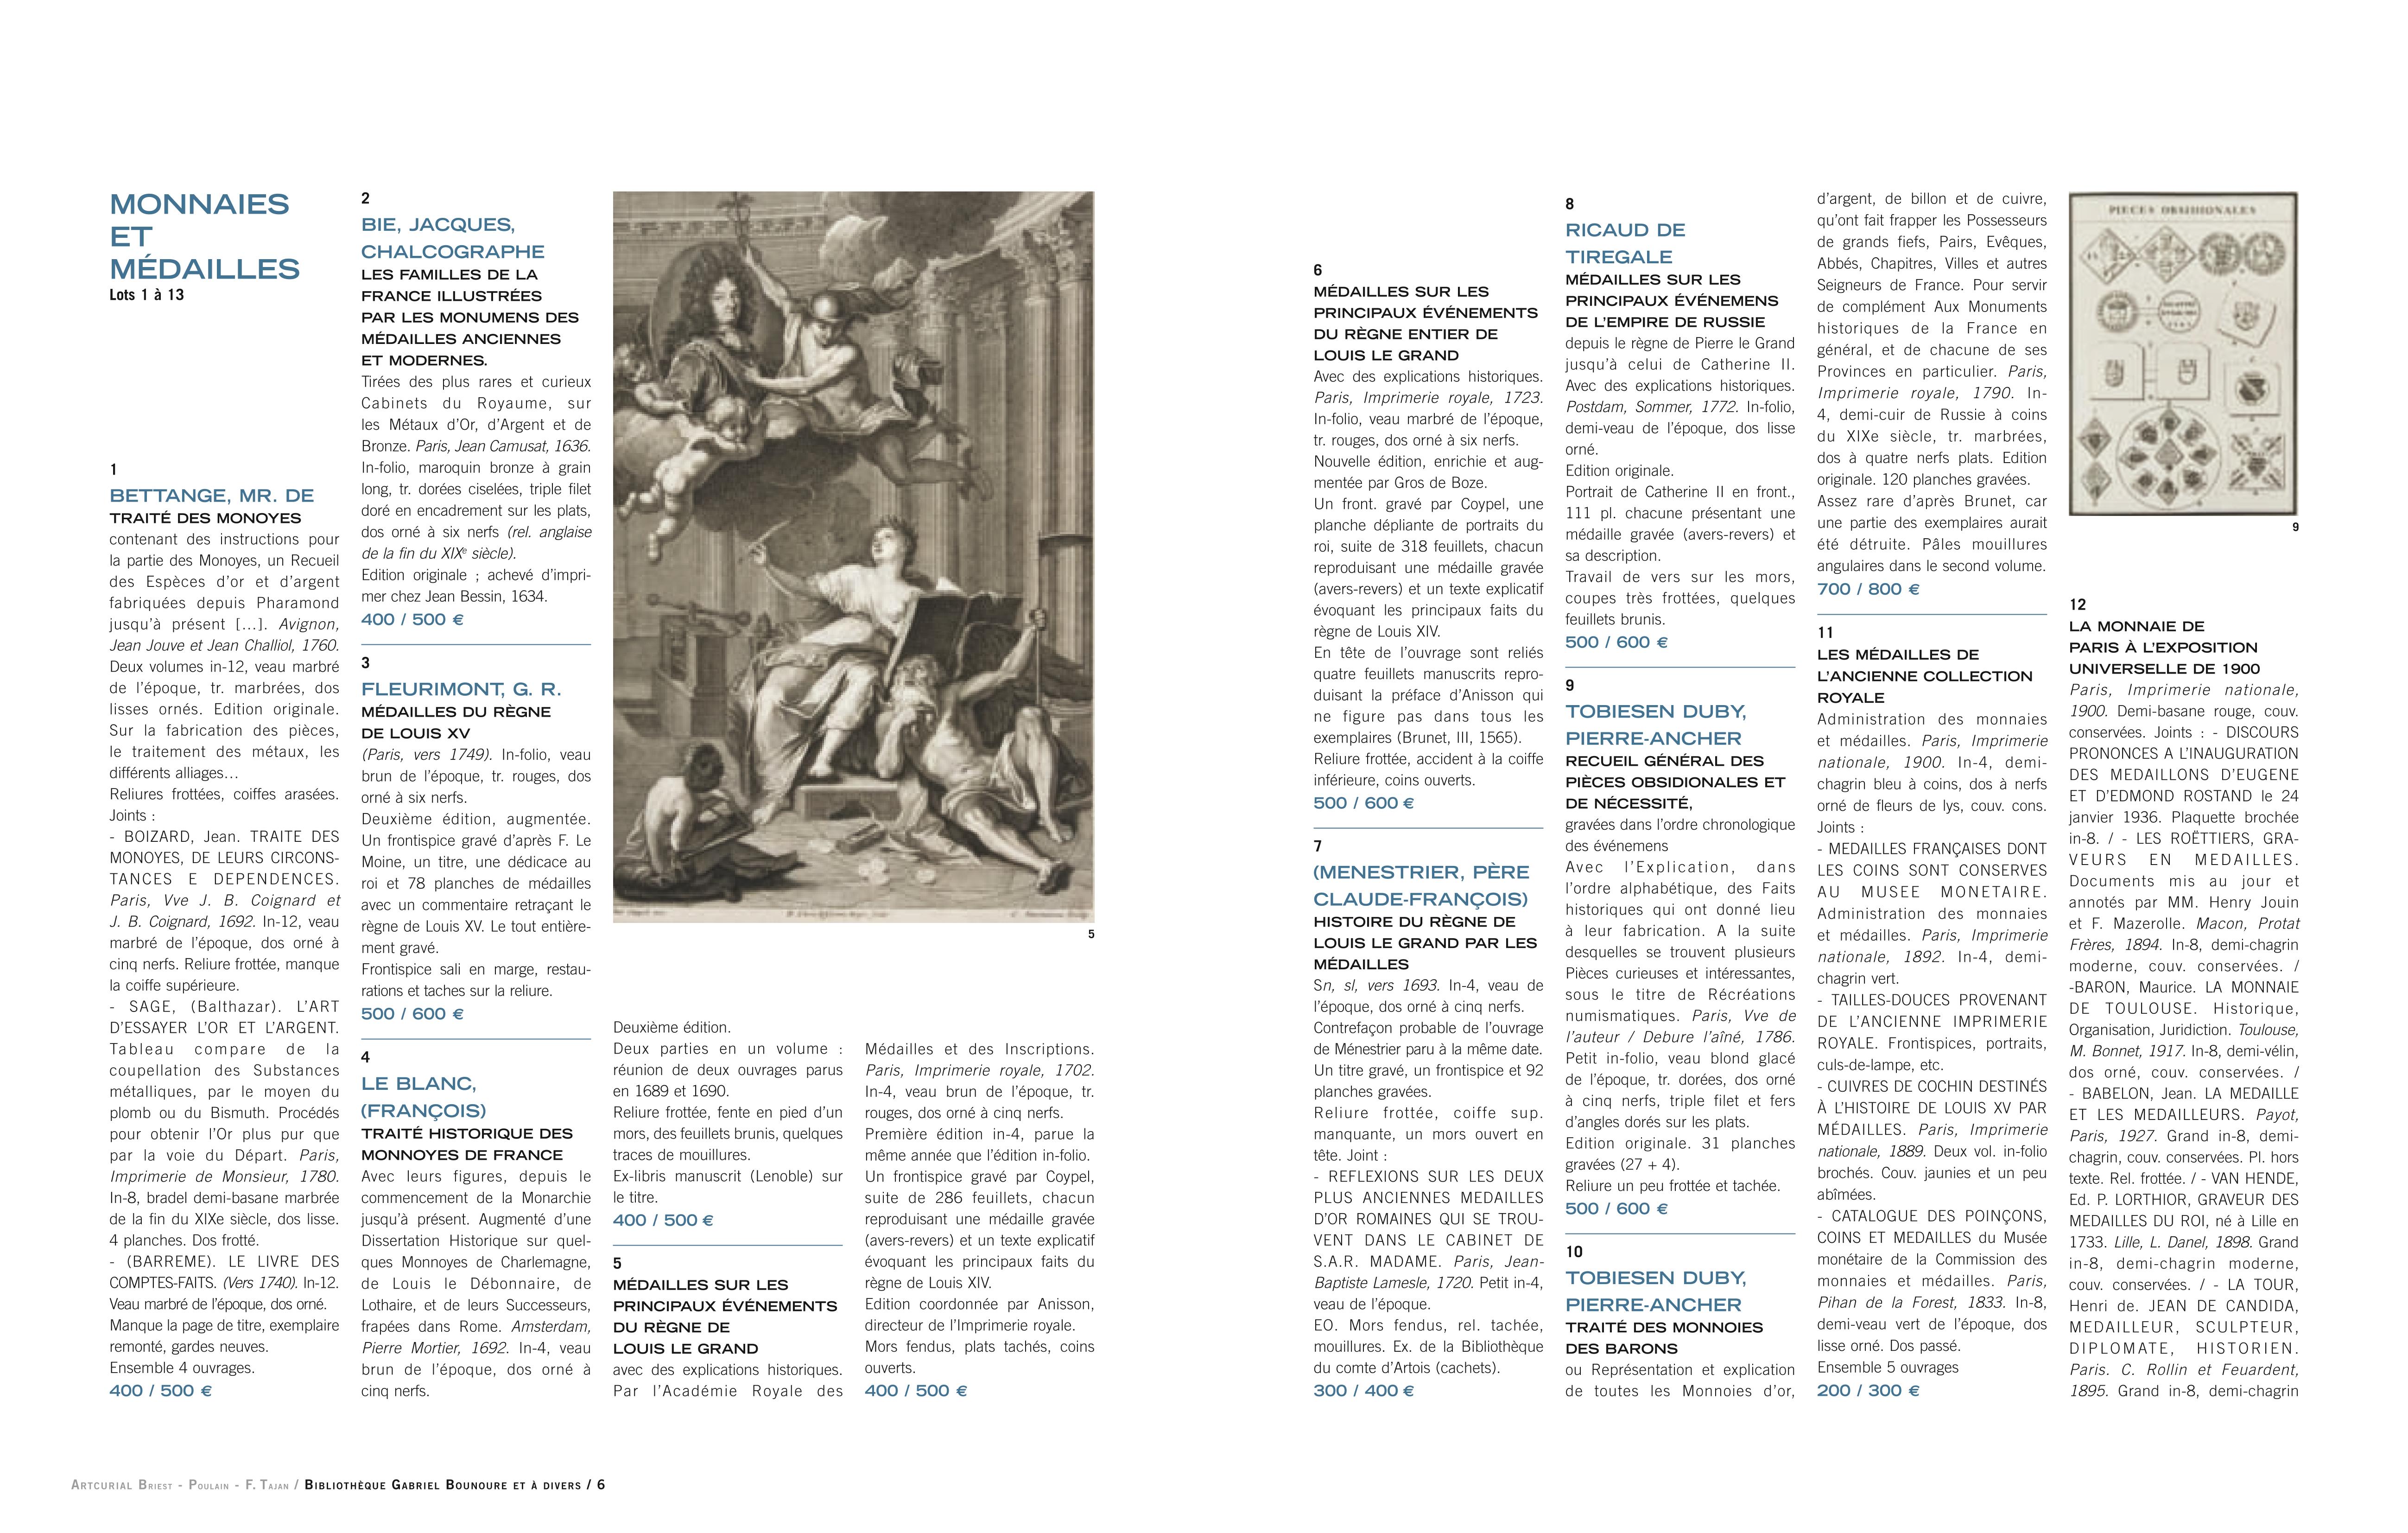 MONNAIES
ET
MÉDAILLES
Lots 1 à 13
1
BETTANGE, MR. DE
TRAITÉ DES MONOYES
contenant des instructions pour
la partie des Monoyes, un Recueil
des Espèces d'or et d'argent
fabriquées depuis Pharamond
jusqu'à présent [...]. Avignon,
Jean Jouve et Jean Challiol, 1760.
Deux volumes in-12, veau marbré
de l'époque, tr. marbrées, dos
lisses ornés. Edition originale.
Sur la fabrication des pièces,
le traitement des métaux, les
différents alliages...
Reliures frottées, coiffes arasées.
Joints :
- BOIZARD, Jean. TRAITE DES
MONOYES, DE LEURS CIRCONS-
TANCES E DEPENDENCES.
Paris, Vve J. B. Coignard et
J. B. Coignard, 1692. In-12, veau
marbré de l'époque, dos orné à
cinq nerfs. Reliure frottée, manque
la coiffe supérieure.
- SAGE, (Balthazar). L'ART
D'ESSAYER L'OR ET L'ARGENT.
Tableau compare de la
coupellation des Substances
métalliques, par le moyen du
plomb ou du Bismuth. Procédés
pour obtenir l'Or plus pur que
par la voie du Départ. Paris,
Imprimerie de Monsieur, 1780.
In-8, bradel demi-basane marbrée
de la fin du XIXe siècle, dos lisse.
4 planches. Dos frotté.
- (BARREME). LE LIVRE DES
COMPTES-FAITS. (Vers 1740). In-12.
Veau marbré de l'époque, dos orné.
Manque la page de titre, exemplaire
remonté, gardes neuves.
Ensemble 4 ouvrages.
400 / 500 €
2
BIE, JACQUES,
CHALCOGRAPHE
LES FAMILLES DE LA
FRANCE ILLUSTRÉES
PAR LES MONUMENS DES
MÉDAILLES ANCIENNES
ET MODERNES.
Tirées des plus rares et curieux
Cabinets du Royaume, sur
les Métaux d'Or, d'Argent et de
Bronze. Paris, Jean Camusat, 1636.
In-folio, maroquin bronze à grain
long, tr. dorées ciselées, triple filet
doré en encadrement sur les plats,
dos orné à six nerfs (rel. anglaise
de la fin du XIXe siècle).
Edition originale ; achevé d'impri-
mer chez Jean Bessin, 1634.
400 / 500 €
3
FLEURIMONT, G. R.
MÉDAILLES DU RÈGNE
DE LOUIS XV
(Paris, vers 1749). In-folio, veau
brun de l'époque, tr. rouges, dos
orné à six nerfs.
Deuxième édition, augmentée.
Un frontispice gravé d'après F. Le
Moine, un titre, une dédicace au
roi et 78 planches de médailles
avec un commentaire retraçant le
règne de Louis XV. Le tout entière-
ment gravé.
Frontispice sali en marge, restau-
rations et taches sur la reliure.
500 / 600 €
4
LE BLANC,
(FRANÇOIS)
TRAITÉ HISTORIQUE DES
MONNOYES DE FRANCE
Avec leurs figures, depuis le
commencement de la Monarchie
jusqu'à présent. Augmenté d'une
Dissertation Historique sur quel-
ques Monnoyes de Charlemagne,
de Louis le Débonnaire, de
Lothaire, et de leurs Successeurs,
frapées dans Rome. Amsterdam,
Pierre Mortier, 1692. In-4, veau
brun de l'époque, dos orné à
cinq nerfs.
5
Deuxième édition.
Deux parties en un volume :
réunion de deux ouvrages parus
en 1689 et 1690.
Reliure frottée, fente en pied d'un
mors, des feuillets brunis, quelques
traces de mouillures.
Ex-libris manuscrit (Lenoble) sur
le titre.
400 / 500 €
5
MÉDAILLES SUR LES
PRINCIPAUX ÉVÉNEMENTS
DU RÈGNE DE
LOUIS LE GRAND
avec des explications historiques.
Par l'Académie Royale des
Médailles et des Inscriptions.
Paris, Imprimerie royale, 1702.
In-4, veau brun de l'époque, tr.
rouges, dos orné à cinq nerfs.
Première édition in-4, parue la
même année que l'édition in-folio.
Un frontispice gravé par Coypel,
suite de 286 feuillets, chacun
reproduisant une médaille gravée
(avers-revers) et un texte explicatif
évoquant les principaux faits du
règne de Louis XIV.
Edition coordonnée par Anisson,
directeur de l'Imprimerie royale.
Mors fendus, plats tachés, coins
ouverts.
400 / 500 €
6
MÉDAILLES SUR LES
PRINCIPAUX ÉVÉNEMENTS
DU RÈGNE ENTIER DE
LOUIS LE GRAND
Avec des explications historiques.
Paris, Imprimerie royale, 1723.
In-folio, veau marbré de l'époque,
tr. rouges, dos orné à six nerfs.
Nouvelle édition, enrichie et aug-
mentée par Gros de Boze.
Un front. gravé par Coypel, une
planche dépliante de portraits du
roi, suite de 318 feuillets, chacun
reproduisant une médaille gravée
(avers-revers) et un texte explicatif
évoquant les principaux faits du
règne de Louis XIV.
En tête de l'ouvrage sont reliés
quatre feuillets manuscrits repro-
duisant la préface d'Anisson qui
ne figure pas dans tous les
exemplaires (Brunet, III, 1565).
Reliure frottée, accident à la coiffe
inférieure, coins ouverts.
500 / 600 €
7
(MENESTRIER, PÈRE
CLAUDE-FRANÇOIS)
HISTOIRE DU RÈGNE DE
LOUIS LE GRAND PAR LES
MÉDAILLES
Sn, sl, vers 1693. In-4, veau de
l'époque, dos orné à cinq nerfs.
Contrefaçon probable de l'ouvrage
de Ménestrier paru à la même date.
Un titre gravé, un frontispice et 92
planches gravées.
Reliure frottée, coiffe sup.
manquante, un mors ouvert en
tête. Joint :
- REFLEXIONS SUR LES DEUX
PLUS ANCIENNES MEDAILLES
D'OR ROMAINES QUI SE TROU-
VENT DANS LE CABINET DE
S.A.R. MADAME. Paris, Jean-
Baptiste Lamesle, 1720. Petit in-4,
veau de l'époque.
EO. Mors fendus, rel. tachée,
mouillures. Ex. de la Bibliothèque
du comte d'Artois (cachets).
300 / 400 €
8
RICAUD DE
TIREGALE
MÉDAILLES SUR LES
PRINCIPAUX ÉVÉNEMENS
DE L'EMPIRE DE RUSSIE
depuis le règne de Pierre le Grand
jusqu'à celui de Catherine II.
Avec des explications historiques.
Postdam, Sommer, 1772. In-folio,
demi-veau de l'époque, dos lisse
orné.
Edition originale.
Portrait de Catherine II en front.,
111 pl. chacune présentant une
médaille gravée (avers-revers) et
sa description.
Travail de vers sur les mors,
coupes très frottées, quelques
feuillets brunis.
500 / 600 €
9
TOBIESEN DUBY,
PIERRE-ANCHER
RECUEIL GÉNÉRAL DES
PIÈCES OBSIDIONALES ET
DE NÉCESSITÉ,
gravées dans l'ordre chronologique
des événemens
Avec l'Explication, dans
l'ordre alphabétique, des Faits
historiques qui ont donné lieu
à leur fabrication. A la suite
desquelles se trouvent plusieurs
Pièces curieuses et intéressantes,
sous le titre de Récréations
numismatiques. Paris, Vve de
l'auteur / Debure l'aîné, 1786.
Petit in-folio, veau blond glacé
de l'époque, tr. dorées, dos orné
à cinq nerfs, triple filet et fers
d'angles dorés sur les plats.
Edition originale. 31 planches
gravées (27 + 4).
Reliure un peu frottée et tachée.
500 / 600 €
10
TOBIESEN DUBY,
PIERRE-ANCHER
TRAITÉ DES MONNOIES
DES BARONS
ou Représentation et explication
de toutes les Monnoies d'or,
d'argent, de billon et de cuivre,
qu'ont fait frapper les Possesseurs
de grands fiefs, Pairs, Evêques,
Abbés, Chapitres, Villes et autres
Seigneurs de France. Pour servir
de complément Aux Monuments
historiques de la France en
général, et de chacune de ses
Provinces en particulier. Paris,
Imprimerie royale, 1790. In-
4, demi-cuir de Russie à coins
du XIXe siècle, tr. marbrées,
dos à quatre nerfs plats. Edition
originale. 120 planches gravées.
Assez rare d'après Brunet, car
une partie des exemplaires aurait
été détruite. Pâles mouillures
angulaires dans le second volume.
700 / 800 €
11
LES MÉDAILLES DE
L'ANCIENNE COLLECTION
ROYALE
Administration des monnaies
et médailles. Paris, Imprimerie
nationale, 1900. In-4, demi-
chagrin bleu à coins, dos à nerfs
orné de fleurs de lys, couv. cons.
Joints :
- MEDAILLES FRANÇAISES DONT
LES COINS SONT CONSERVES
AU MUSEE MONETAIRE.
Administration des monnaies
et médailles. Paris, Imprimerie
nationale, 1892. In-4, demi-
chagrin vert.
- TAILLES-DOUCES PROVENANT
DE L'ANCIENNE IMPRIMERIE
ROYALE. Frontispices, portraits,
culs-de-lampe, etc.
- CUIVRES DE COCHIN DESTINÉS
À L'HISTOIRE DE LOUIS XV PAR
MÉDAILLES. Paris, Imprimerie
nationale, 1889. Deux vol. in-folio
brochés. Couv. jaunies et un peu
abîmées.
- CATALOGUE DES POINÇONS,
COINS ET MEDAILLES du Musée
monétaire de la Commission des
monnaies et médailles. Paris,
Pihan de la Forest, 1833. In-8,
demi-veau vert de l'époque, dos
lisse orné. Dos passé.
Ensemble 5 ouvrages
200 / 300 €
PIECES OBSIDIONALES
9
12
LA MONNAIE DE
PARIS À L'EXPOSITION
UNIVERSELLE DE 1900
Paris, Imprimerie nationale,
1900. Demi-basane rouge, couv.
conservées. Joints : - DISCOURS
PRONONCES A L'INAUGURATION
DES MEDAILLONS D'EUGENE
ET D'EDMOND ROSTAND le 24
janvier 1936. Plaquette brochée
in-8. / - LES ROËTTIERS, GRA-
VEURS EN MEDAILLES.
Documents mis au jour et
annotés par MM. Henry Jouin
et F. Mazerolle. Macon, Protat
Frères, 1894. In-8, demi-chagrin
moderne, couv. conservées. /
-BARON, Maurice. LA MONNAIE
DE TOULOUSE. Historique,
Organisation, Juridiction. Toulouse,
M. Bonnet, 1917. In-8, demi-vélin,
dos orné, couv. conservées. /
- BABELON, Jean. LA MEDAILLE
ET LES MEDAILLEURS. Payot,
Paris, 1927. Grand in-8, demi-
chagrin, couv. conservées. Pl. hors
texte. Rel. frottée. / - VAN HENDE,
Ed. P. LORTHIOR, GRAVEUR DES
MEDAILLES DU ROI, né à Lille en
1733. Lille, L. Danel, 1898. Grand
in-8, demi-chagrin moderne,
couv. conservées. / - LA TOUR,
Henri de. JEAN DE CANDIDA,
MEDAILLEUR, SCULPTEUR,
DIPLOMATE, HISTORIEN.
Paris. C. Rollin et Feuardent,
1895. Grand in-8, demi-chagrin
ARTCURIAL BRIEST - POULAIN - F. TAJAN / BIBLIOTHÈQUE GABRIEL BOUNOURE ET À DIVERS / 6